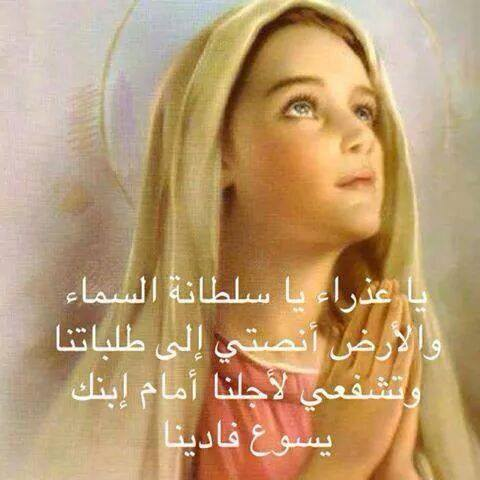 يا عذراء يا سلطانة السماء
والأرض أنصتي إلى طلباتنا
وتشفعي لأجلنا أمام إبنك
يسوع فادينا